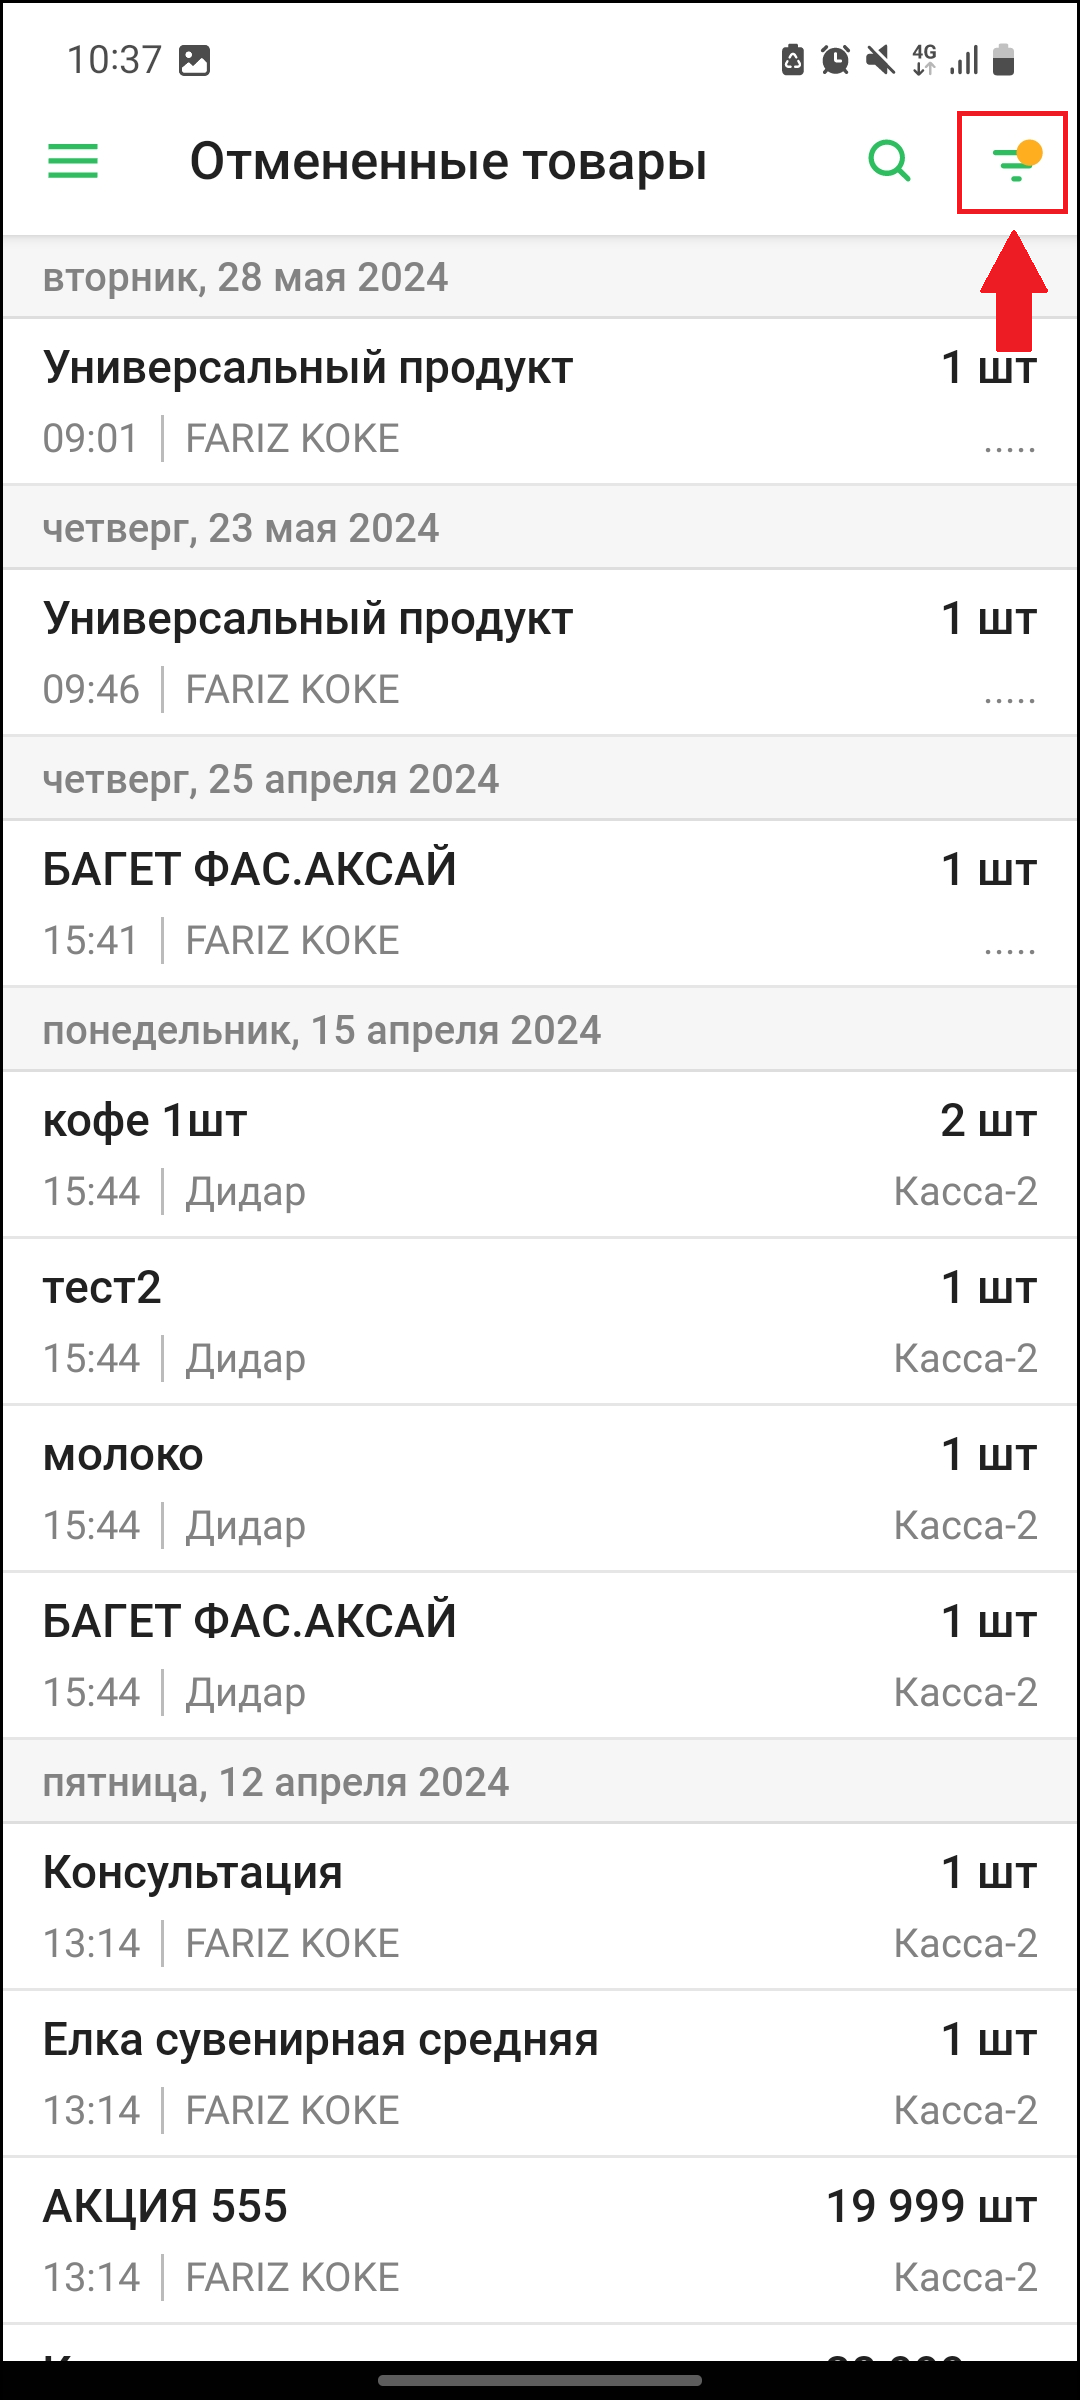 10:37 4G
Отмененные товары
вторник, 28 мая 2024
Универсальный продукт 1 шт
09:01 FARIZ KOKE .....
четверг, 23 мая 2024
Универсальный продукт 1 шт
09:46 FARIZ KOKE .....
четверг, 25 апреля 2024
БАГЕТ ФАС.АКСАЙ 1 шт
15:41 FARIZ KOKE .....
понедельник, 15 апреля 2024
кофе 1шт 2 шт
15:44 Дидар Касса-2
тест2 1 шт
15:44 Дидар Касса-2
молоко 1 шт
15:44 Дидар Касса-2
БАГЕТ ФАС.АКСАЙ 1 шт
15:44 Дидар Касса-2
пятница, 12 апреля 2024
Консультация 1 шт
13:14 FARIZ KOKE Касса-2
Елка сувенирная средняя 1 шт
13:14 FARIZ KOKE Касса-2
АКЦИЯ 555 19 999 шт
13:14 FARIZ KOKE Касса-2